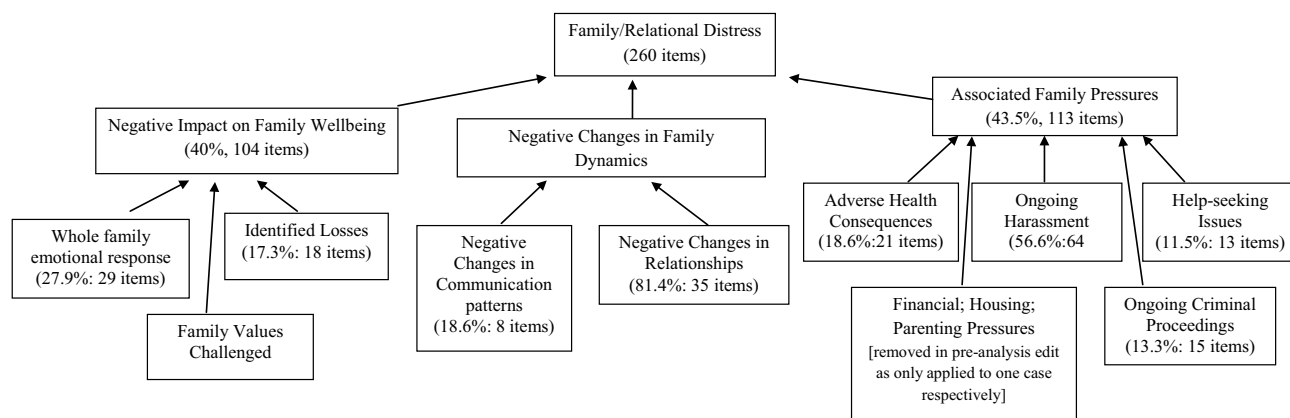 Family/Relational Distress
(260 items)
Negative Impact on Family Wellbeing
(40%, 104 items)
Negative Changes in Family
Dynamics
Associated Family Pressures
(43.5%, 113 items)
Whole family
emotional response
(27.9%: 29 items)
Identified Losses
(17.3%: 18 items)
Family Values
Challenged
Negative
Changes in
Communication
patterns
(18.6%: 8 items)
Negative Changes in
Relationships
(81.4%: 35 items)
Adverse Health
Consequences
(18.6%:21 items)
Ongoing
Harassment
(56.6%:64
Help-seeking
Issues
(11.5%: 13 items)
Financial; Housing;
Parenting Pressures
[removed in pre-analysis edit
as only applied to one case
respectively]
Ongoing Criminal
Proceedings
(13.3%: 15 items)